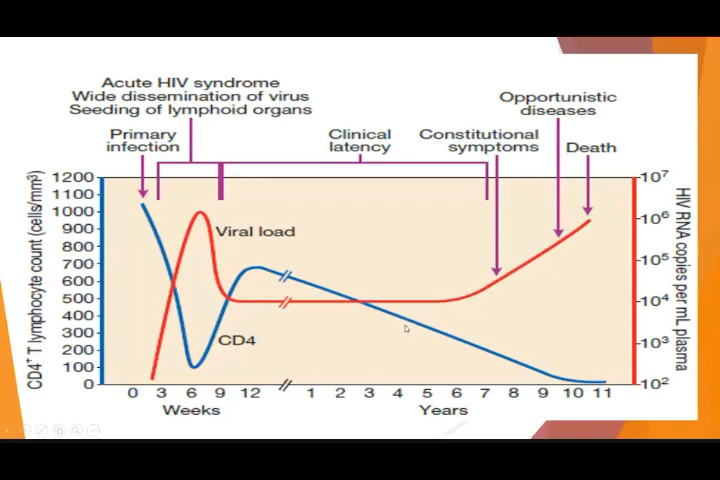 Acute HIV syndrome
Wide dissemination of virus
Seeding of lymphoid organs
Opportunistic
diseases
Primary
infection
Clinical
latency
Constitutional
symptoms
Death
CD4+ T lymphocyte count (cells/mm³)
1200
1100
1000
900
800
700
600
500
400
300
200
100
0
Viral load
CD4
10⁷
10⁶
10⁵
10⁴
10³
10²
HIV RNA copies per mL plasma
0 3 6 9 12 1 2 3 4 5 6 7 8 9 10 11
Weeks Years